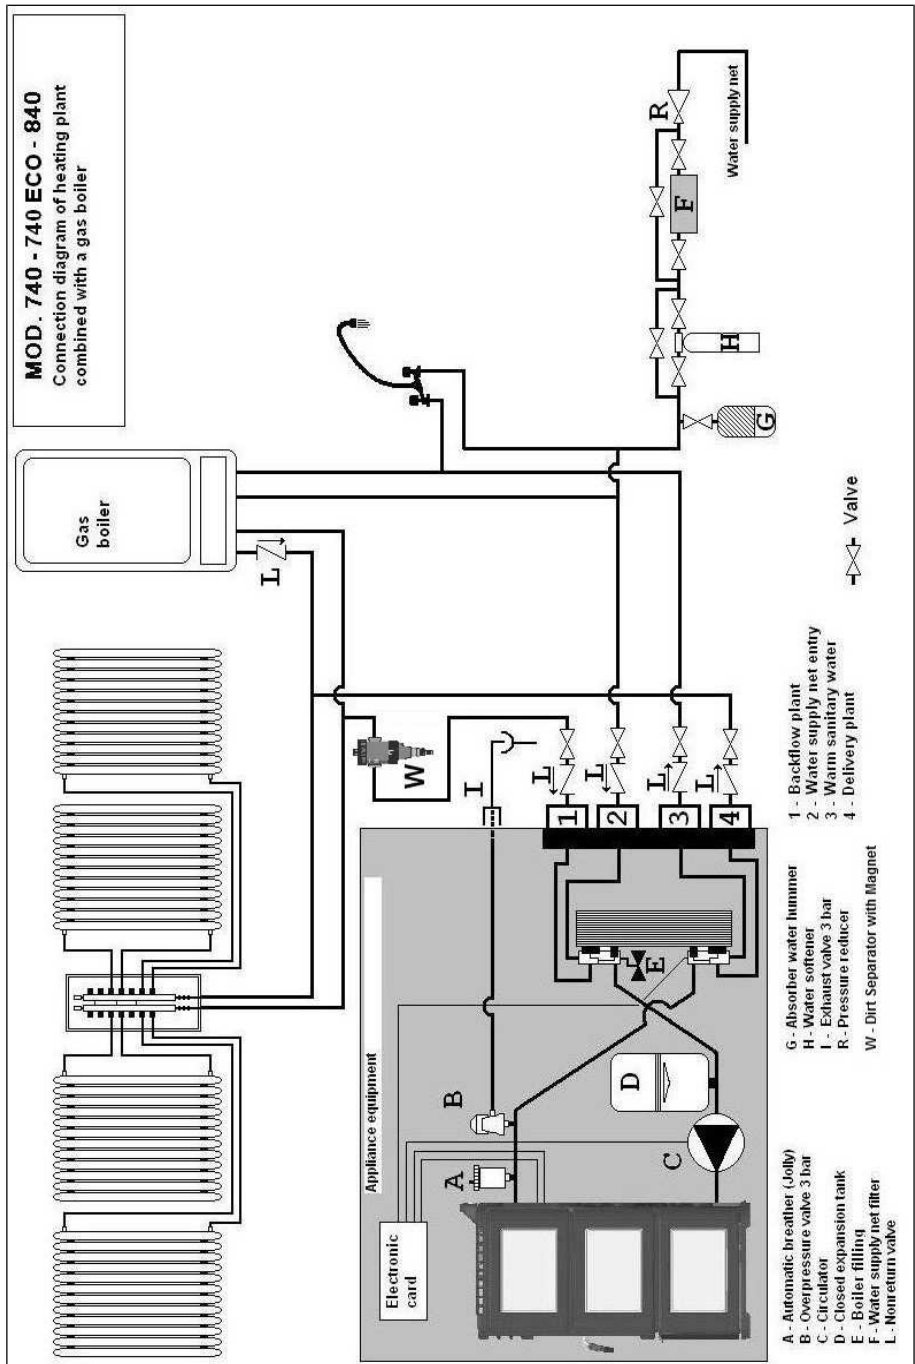 MOD. 740 - 740 ECO - 840
Connection diagram of heating plant
combined with a gas boiler
Gas
boiler
L
R
Water supply net
F
H
G
W
I
L
L
L
L
1
2
3
4
Valve
Appliance equipment
Electronic
card
A
B
C
D
E
1 - Backflow plant
2 - Water supply net entry
3 - Warm sanitary water
4 - Delivery plant
G - Absorber water hummer
H - Water softener
I - Exhaust valve 3 bar
R - Pressure reducer
W - Dirt Separator with Magnet
A - Automatic breather (Jolly)
B - Overpressure valve 3 bar
C - Circulator
D - Closed expansion tank
E - Boiler filling
F - Water supply net filter
L - Nonreturn valve